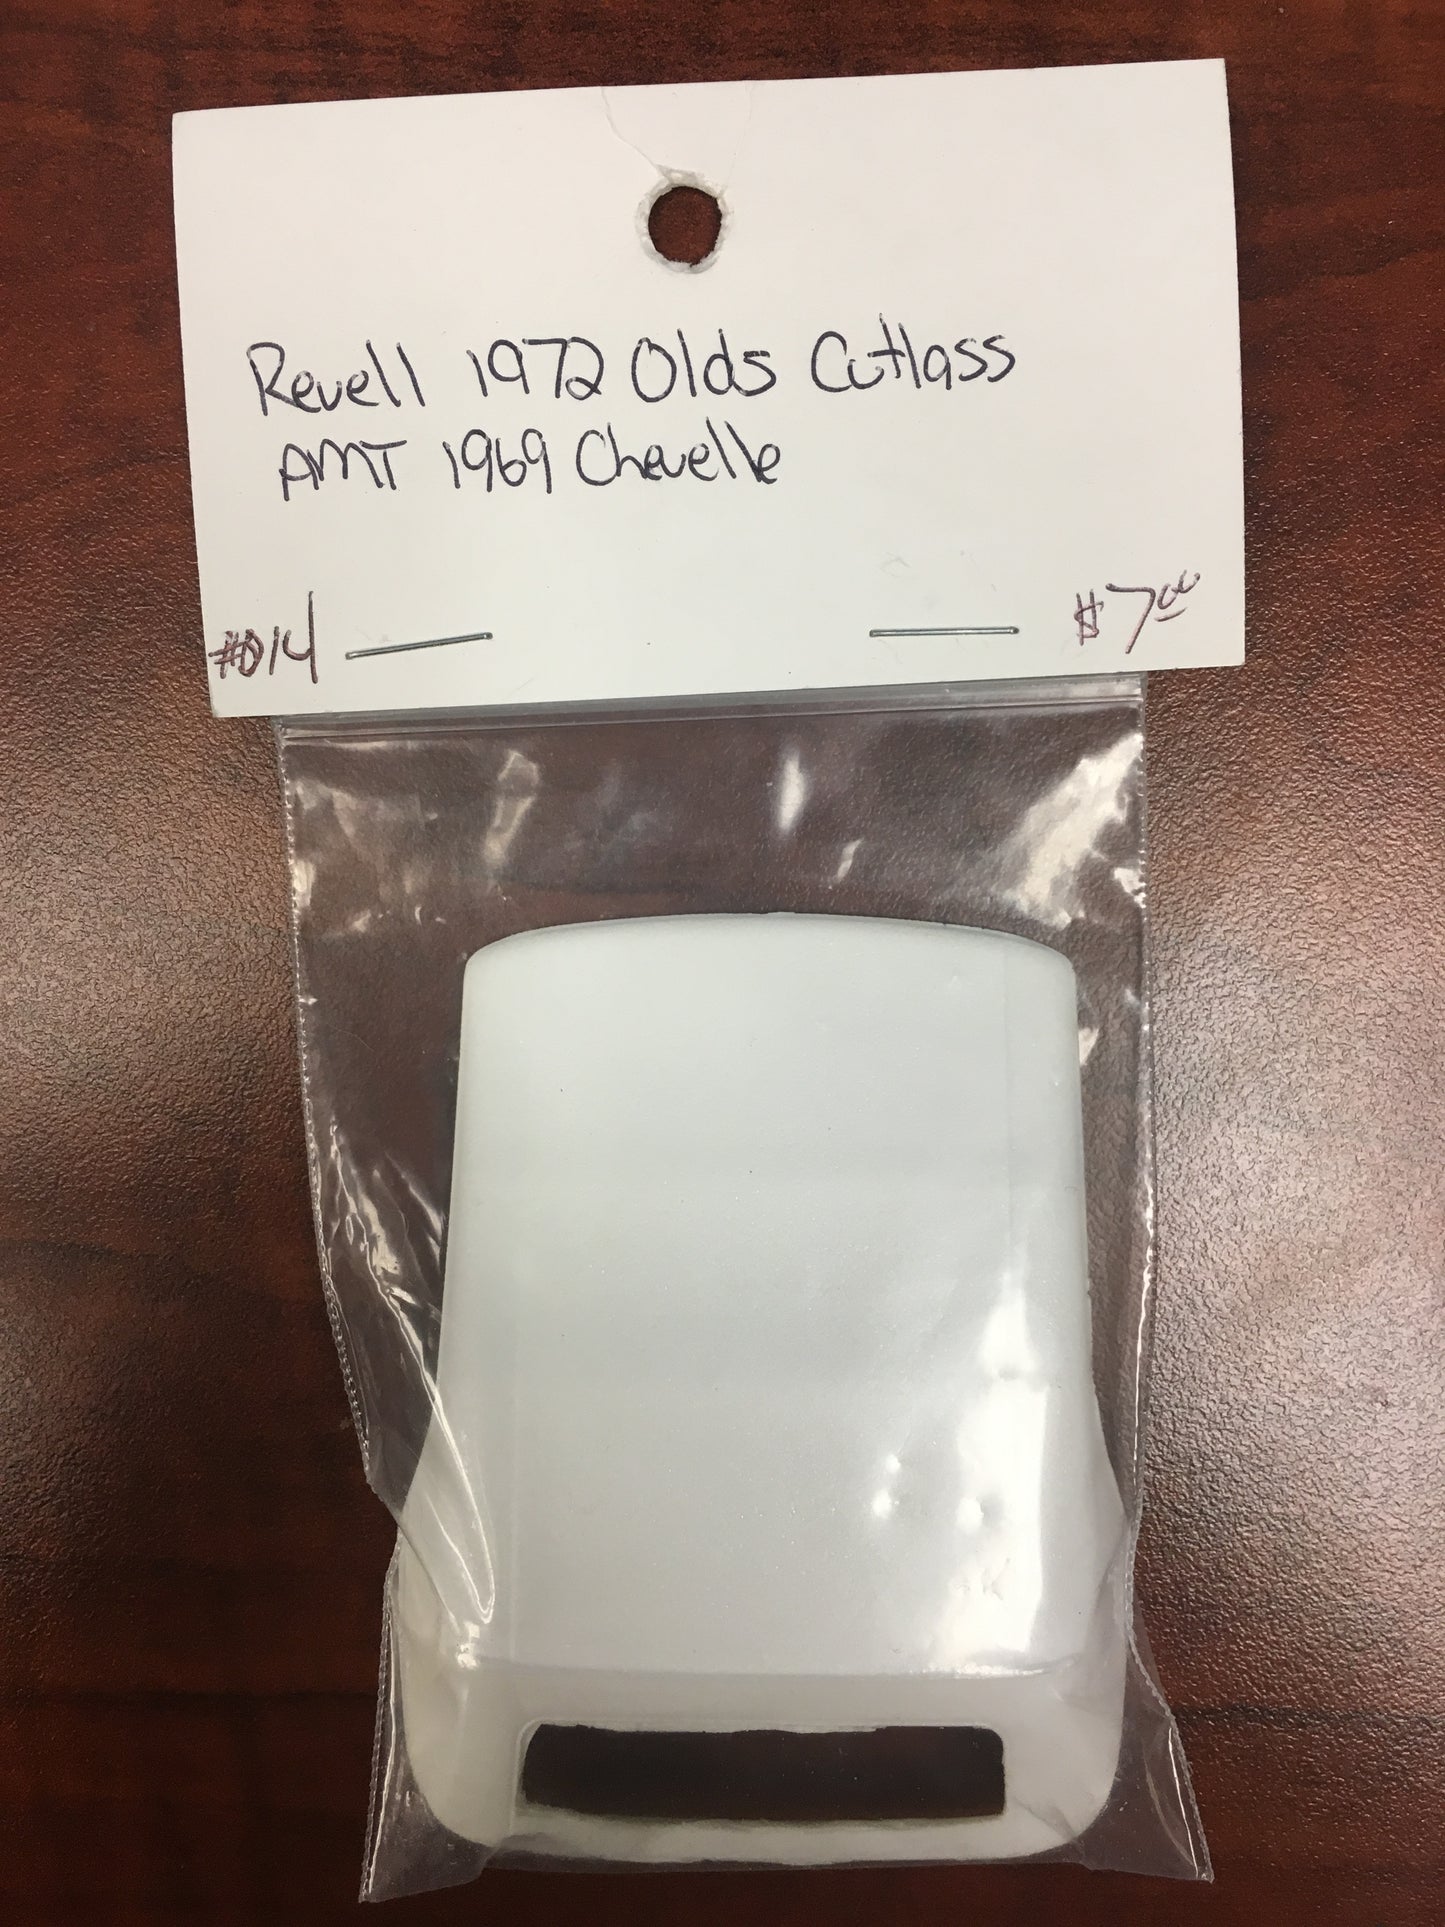 Revell 1972 Olds Cutlass
AMT 1969 Chevelle
#014
$7.00